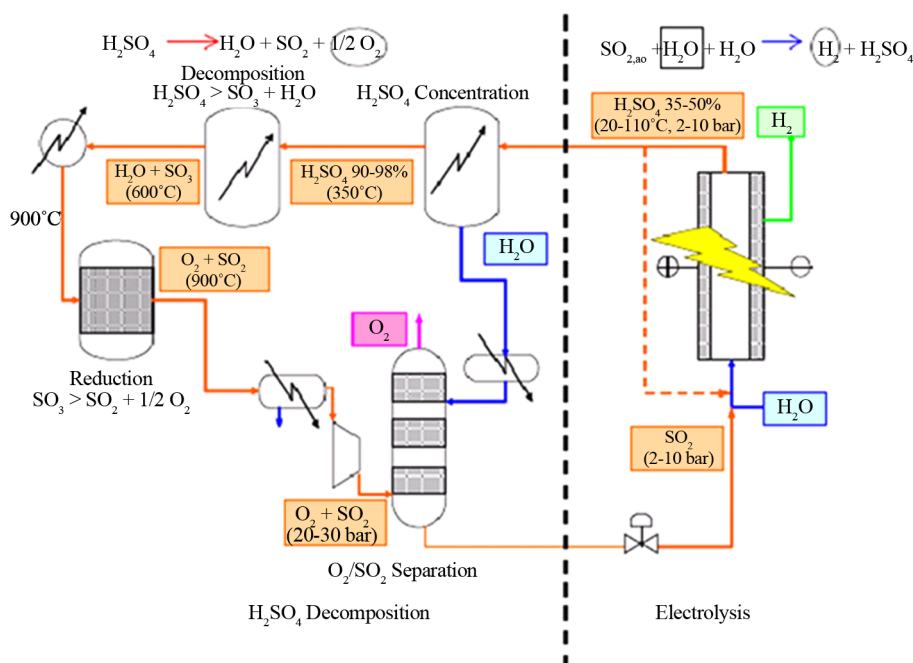 H₂SO₄ → H₂O + SO₂ + 1/2 O₂
Decomposition
H₂SO₄ > SO₃ + H₂O
H₂SO₄ Concentration
SO₂,ao + H₂O + H₂O → H₂ + H₂SO₄
H₂SO₄ 35-50%
(20-110˚C, 2-10 bar)
H₂
H₂O + SO₃
(600˚C)
H₂SO₄ 90-98%
(350˚C)
900˚C
O₂ + SO₂
(900˚C)
H₂O
O₂
Reduction
SO₃ > SO₂ + 1/2 O₂
H₂O
SO₂
(2-10 bar)
O₂ + SO₂
(20-30 bar)
O₂/SO₂ Separation
H₂SO₄ Decomposition
Electrolysis